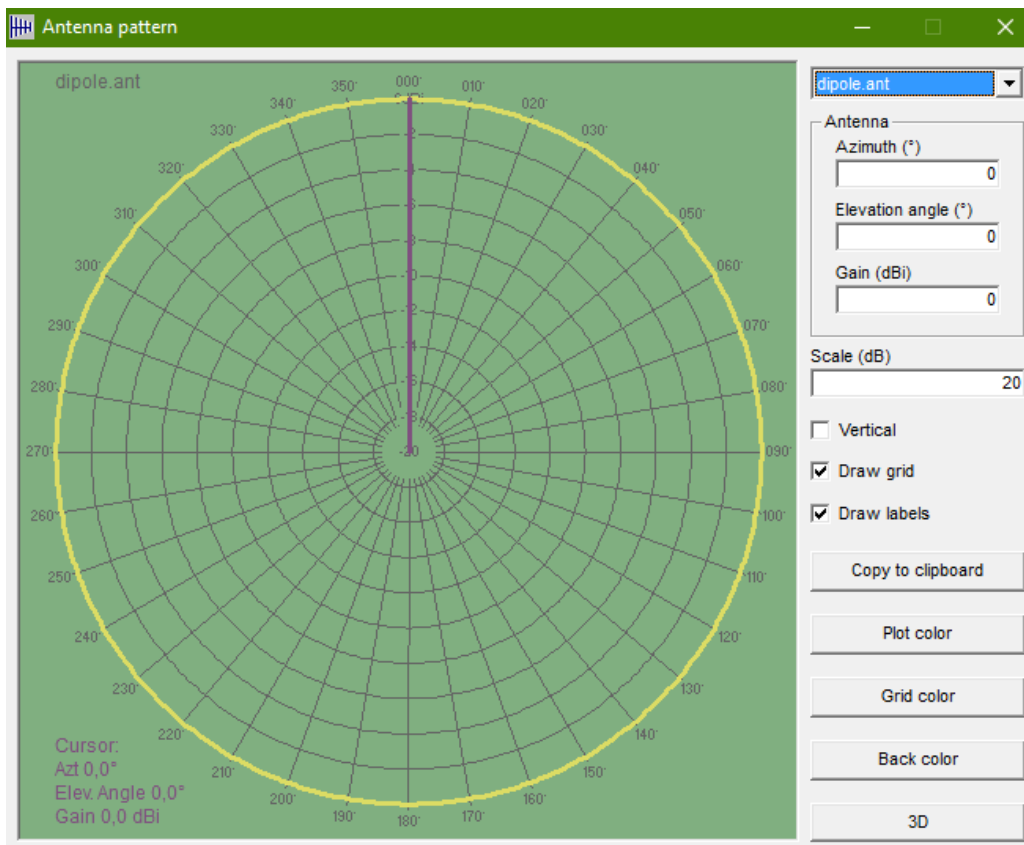 Antenna pattern
dipole.ant
000°
350°
010°
340°
020°
330°
030°
320°
040°
310°
050°
300°
060°
290°
070°
280°
080°
270°
090°
260°
100°
250°
110°
240°
120°
230°
130°
220°
140°
210°
150°
200°
160°
190°
170°
180°
-20
Cursor:
Azt 0,0°
Elev. Angle 0,0°
Gain 0,0 dBi
dipole.ant
Antenna
Azimuth (°)
0
Elevation angle (°)
0
Gain (dBi)
0
Scale (dB)
20
Vertical
Draw grid
Draw labels
Copy to clipboard
Plot color
Grid color
Back color
3D